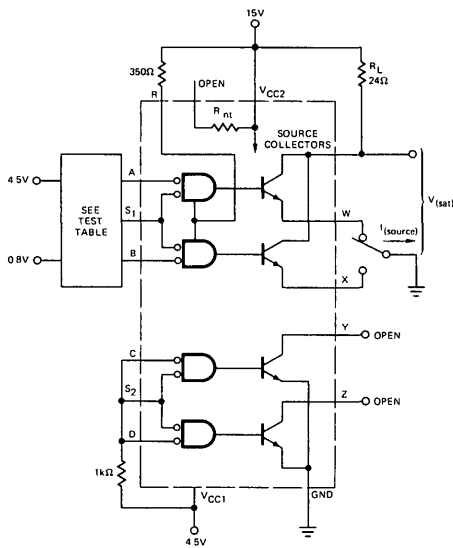 15V
350Ω
OPEN
R
VCC2
RL
24Ω
Rnt
SOURCE
COLLECTORS
4 5V
A
SEE
TEST
TABLE
S1
W
V(sat)
I(source)
0.8V
B
X
C
Y
OPEN
S2
Z
OPEN
D
1kΩ
VCC1
GND
4 5V